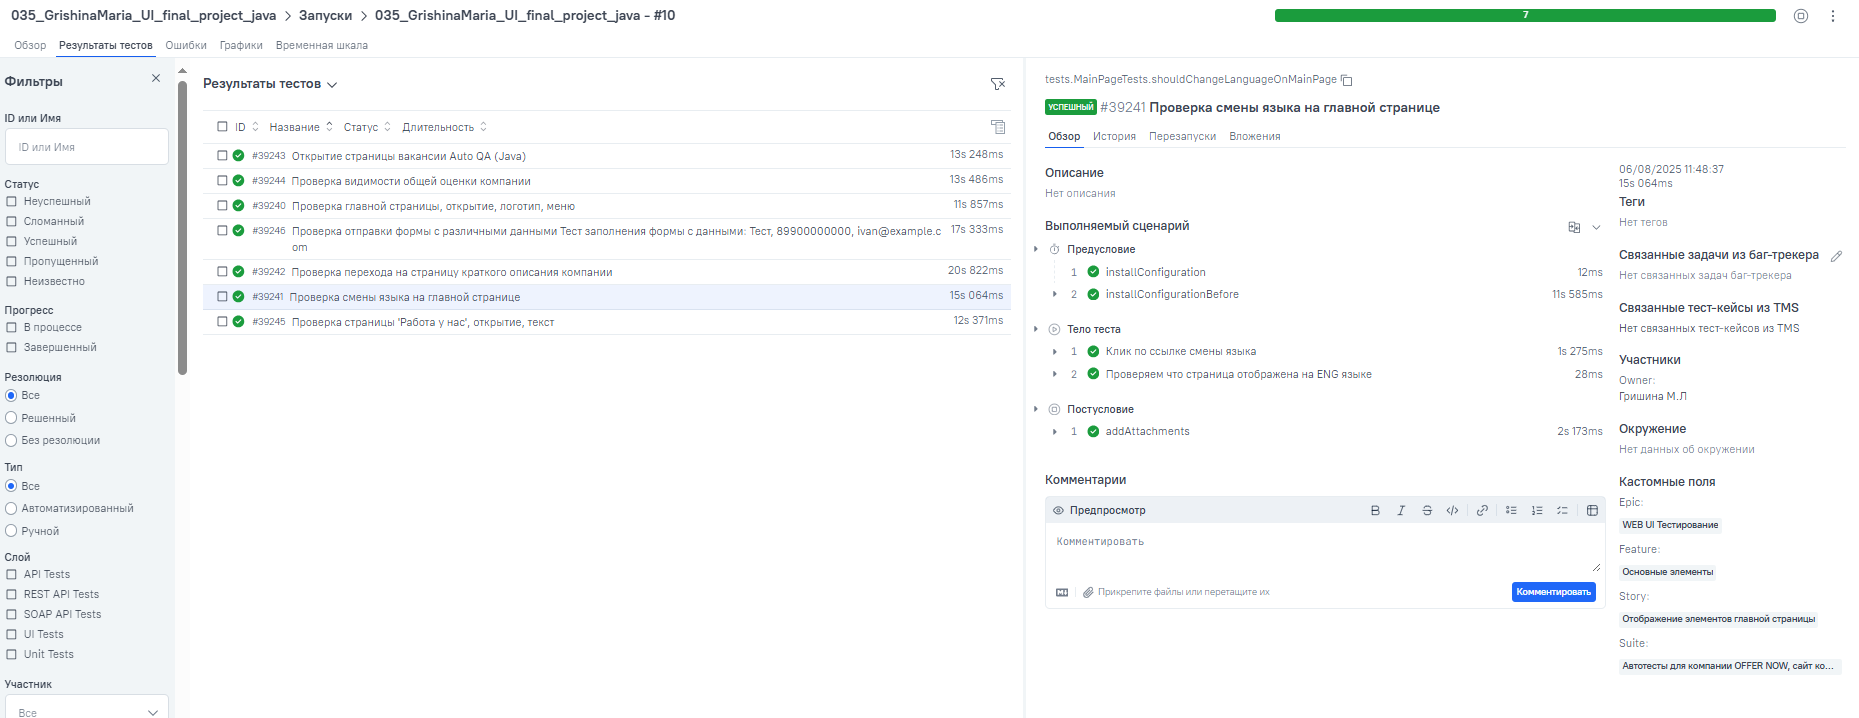 035_GrishinaMaria_UI_final_project_java > Запуски > 035_GrishinaMaria_UI_final_project_java - #10
7
Обзор Результаты тестов Ошибки Графики Временная шкала
Фильтры
ID или Имя
ID или Имя
Статус
Неуспешный
Сломанный
Успешный
Пропущенный
Неизвестно
Прогресс
В процессе
Завершенный
Резолюция
Все
Решенный
Без резолюции
Тип
Все
Автоматизированный
Ручной
Слой
API Tests
REST API Tests
SOAP API Tests
UI Tests
Unit Tests
Участник
Все
Результаты тестов
ID Название Статус Длительность
#39243 Открытие страницы вакансии Auto QA (Java) 13s 248ms
#39244 Проверка видимости общей оценки компании 13s 486ms
#39240 Проверка главной страницы, открытие, логотип, меню 11s 857ms
#39246 Проверка отправки формы с различными данными Тест заполнения формы с данными: Тест, 89900000000, ivan@example.c 17s 333ms
om
#39242 Проверка перехода на страницу краткого описания компании 20s 822ms
#39241 Проверка смены языка на главной странице 15s 064ms
#39245 Проверка страницы 'Работа у нас', открытие, текст 12s 371ms
tests.MainPageTests.shouldChangeLanguageOnMainPage
УСПЕШНЫЙ #39241 Проверка смены языка на главной странице
Обзор История Перезапуски Вложения
Описание
Нет описания
Выполняемый сценарий
Предусловие
1 installConfiguration 12ms
2 installConfigurationBefore 11s 585ms
Тело теста
1 Клик по ссылке смены языка 1s 275ms
2 Проверяем что страница отображена на ENG языке 28ms
Постусловие
1 addAttachments 2s 173ms
Комментарии
Предпросмотр
Комментировать
Прикрепите файлы или перетащите их
Комментировать
06/08/2025 11:48:37
15s 064ms
Теги
Нет тегов
Связанные задачи из баг-трекера
Нет связанных задач баг-трекера
Связанные тест-кейсы из TMS
Нет связанных тест-кейсов из TMS
Участники
Owner:
Гришина М.Л
Окружение
Нет данных об окружении
Кастомные поля
Epic:
WEB UI Тестирование
Feature:
Основные элементы
Story:
Отображение элементов главной страницы
Suite:
Автотесты для компании OFFER NOW, сайт ко...